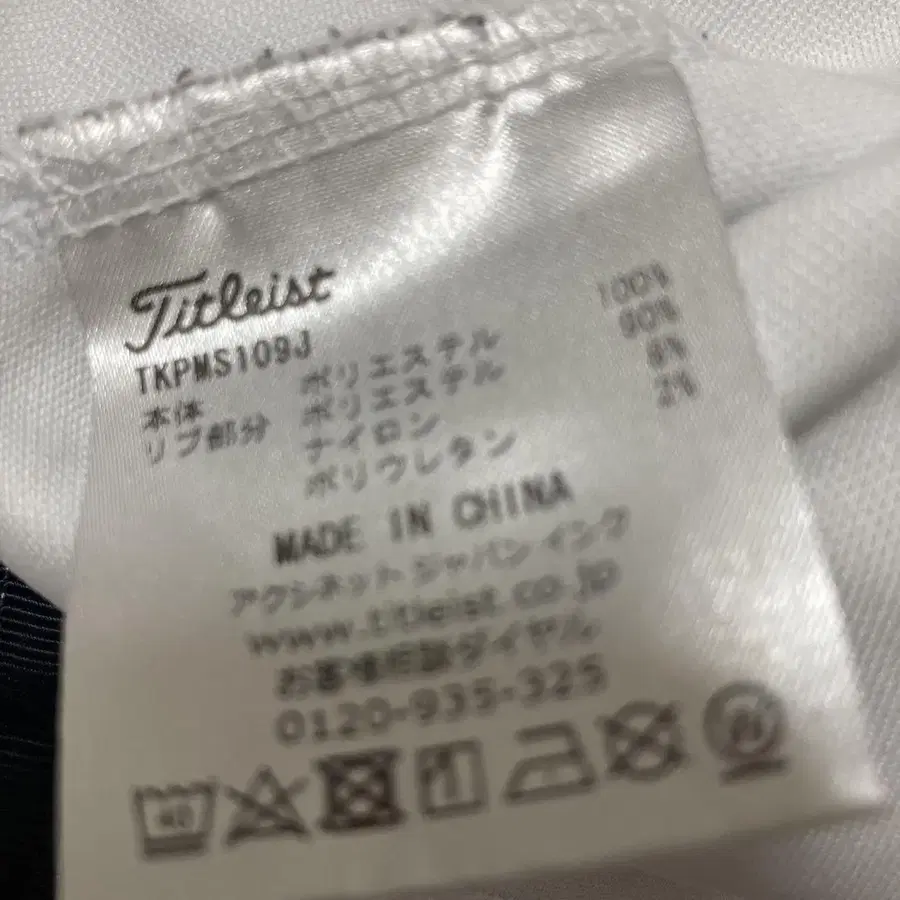 Titleist
TKPMS109J
本体 ポリエステル 100%
リブ部分 ポリエステル 90%
ナイロン 8%
ポリウレタン 2%
MADE IN CHINA
アクシネット ジャパン インク
www.titleist.co.jp
お客様相談ダイヤル
0120-935-325
40